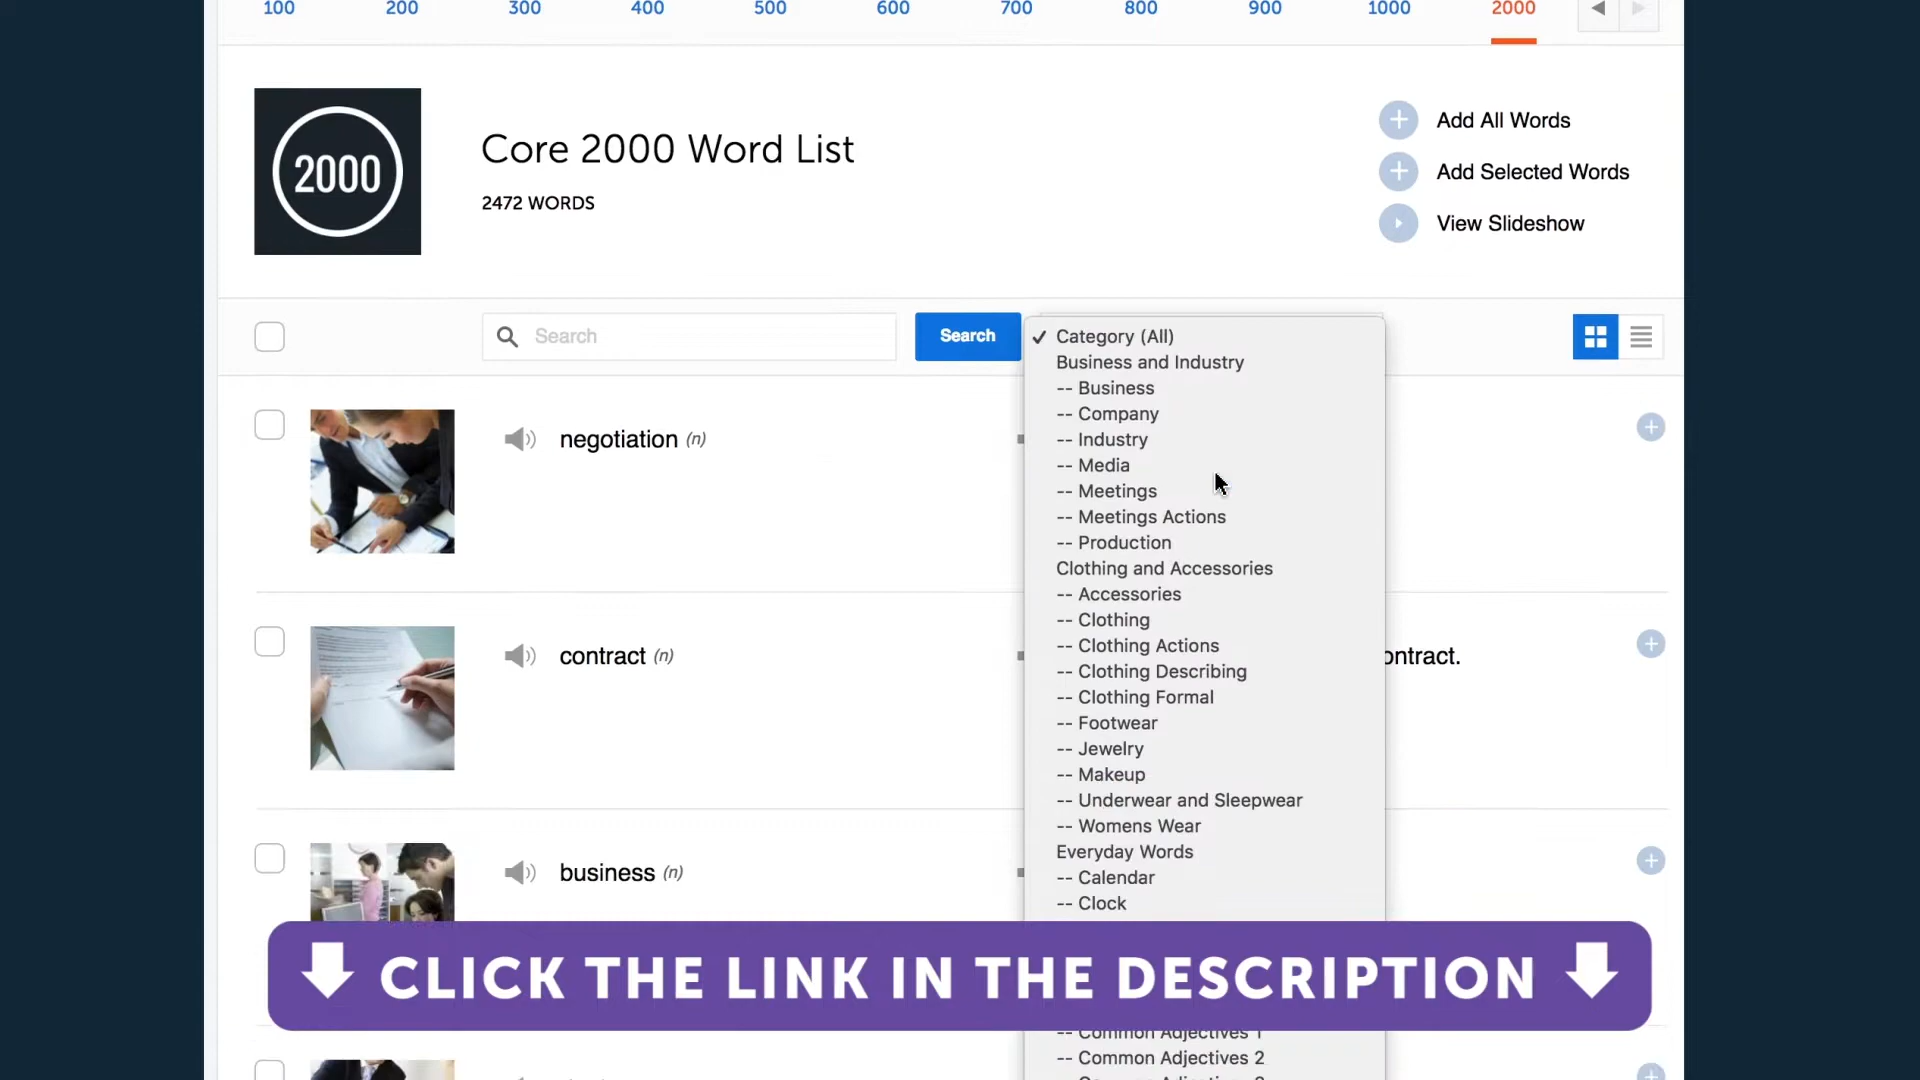 100 200 300 400 500 600 700 800 900 1000 2000
2000
Core 2000 Word List
2472 WORDS
Add All Words
Add Selected Words
View Slideshow
Search
Search
✓ Category (All)
Business and Industry
-- Business
-- Company
-- Industry
-- Media
-- Meetings
-- Meetings Actions
-- Production
Clothing and Accessories
-- Accessories
-- Clothing
-- Clothing Actions
-- Clothing Describing
-- Clothing Formal
-- Footwear
-- Jewelry
-- Makeup
-- Underwear and Sleepwear
-- Womens Wear
Everyday Words
-- Calendar
-- Clock
-- Common Adjectives 1
-- Common Adjectives 2
negotiation (n)
contract (n)
ontract.
business (n)
CLICK THE LINK IN THE DESCRIPTION